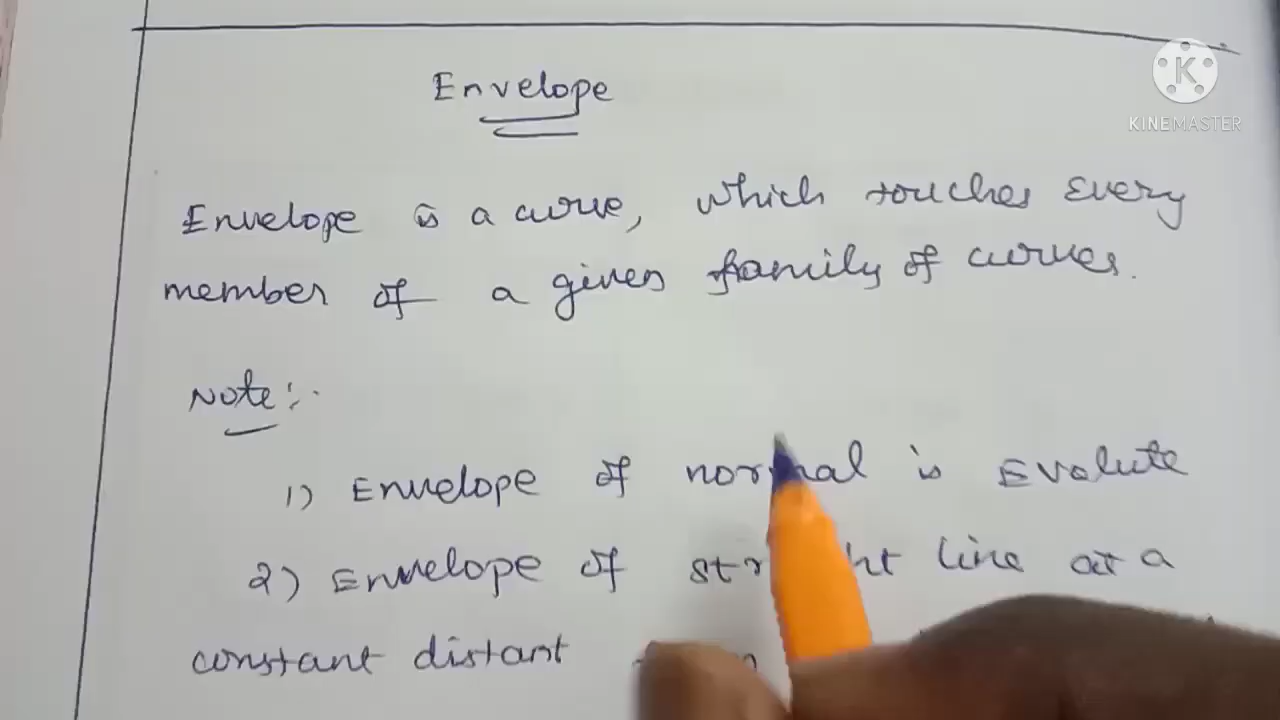 Envelope
KINEMASTER
Envelope is a curve, which touches every
member of a given family of curves.
Note:-
1) Envelope of normal is Evolute
2) Envelope of line at a
constant distant